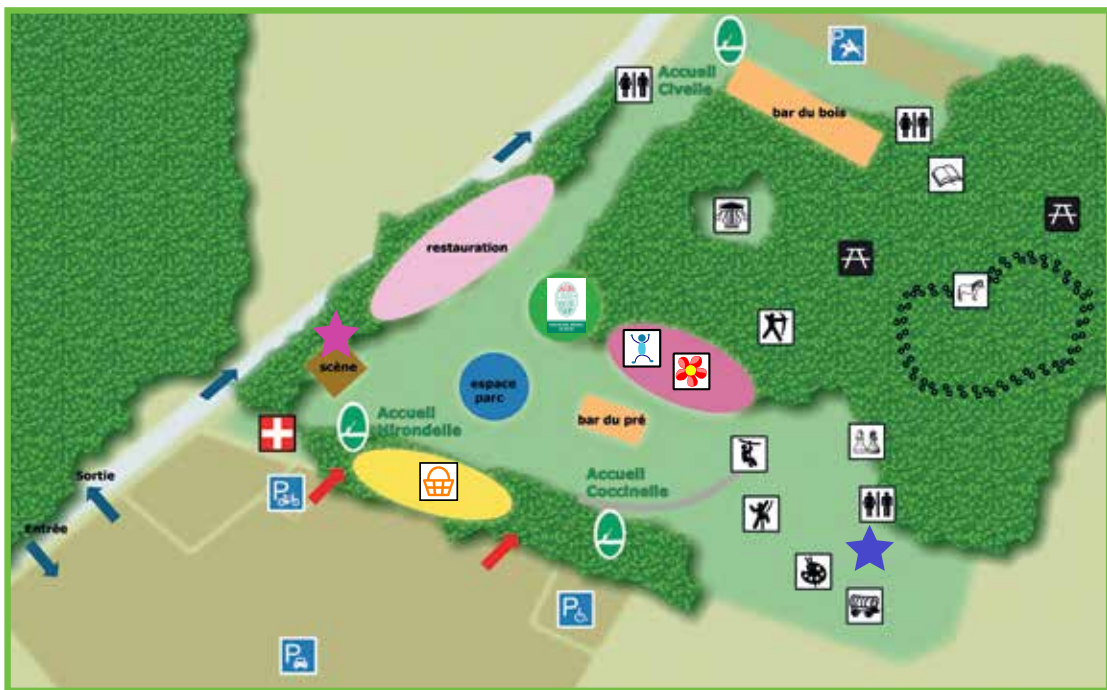 Accueil
Civelle
bar du bois
restauration
scène
espace
parc
Accueil
Hirondelle
bar du pré
Accueil
Coccinelle
Sortie
Entrée
P
P
P
P